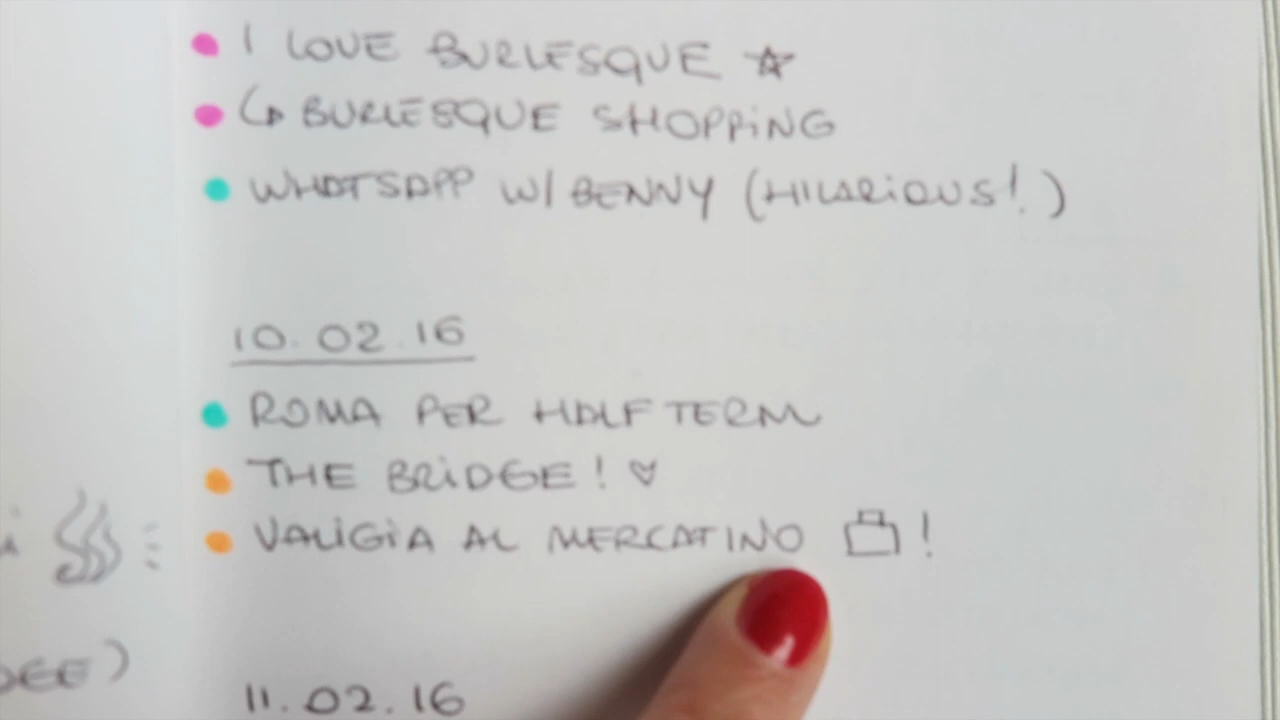 I LOVE BURLESQUE
BURLESQUE SHOPPING
WHATSAPP W/ BENNY (HILARIOUS!)
10.02.16
ROMA PER HALF TERM
THE BRIDGE!
VALIGIA AL MERCATINO !
11.02.16